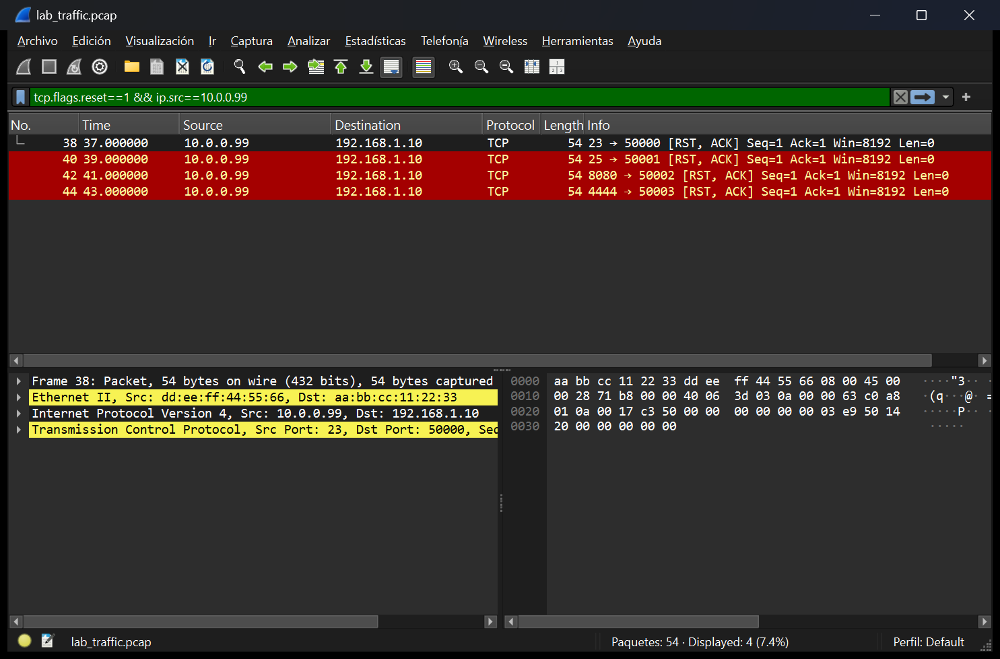 lab_traffic.pcap
Archivo Edición Visualización Ir Captura Analizar Estadísticas Telefonía Wireless Herramientas Ayuda
tcp.flags.reset==1 && ip.src==10.0.0.99
No. Time Source Destination Protocol Length Info
38 37.000000 10.0.0.99 192.168.1.10 TCP 54 23 → 50000 [RST, ACK] Seq=1 Ack=1 Win=8192 Len=0
40 39.000000 10.0.0.99 192.168.1.10 TCP 54 25 → 50001 [RST, ACK] Seq=1 Ack=1 Win=8192 Len=0
42 41.000000 10.0.0.99 192.168.1.10 TCP 54 8080 → 50002 [RST, ACK] Seq=1 Ack=1 Win=8192 Len=0
44 43.000000 10.0.0.99 192.168.1.10 TCP 54 4444 → 50003 [RST, ACK] Seq=1 Ack=1 Win=8192 Len=0
Frame 38: Packet, 54 bytes on wire (432 bits), 54 bytes captured
Ethernet II, Src: dd:ee:ff:44:55:66, Dst: aa:bb:cc:11:22:33
Internet Protocol Version 4, Src: 10.0.0.99, Dst: 192.168.1.10
Transmission Control Protocol, Src Port: 23, Dst Port: 50000, Sec
0000 aa bb cc 11 22 33 dd ee ff 44 55 66 08 00 45 00 ····"3··
0010 00 28 71 b8 00 00 40 06 3d 03 0a 00 00 63 c0 a8 ·(q···@· =
0020 01 0a 00 17 c3 50 00 00 00 00 00 00 03 e9 50 14 ·····P··
0030 20 00 00 00 00 00 ·····
lab_traffic.pcap
Paquetes: 54 · Displayed: 4 (7.4%)
Perfil: Default